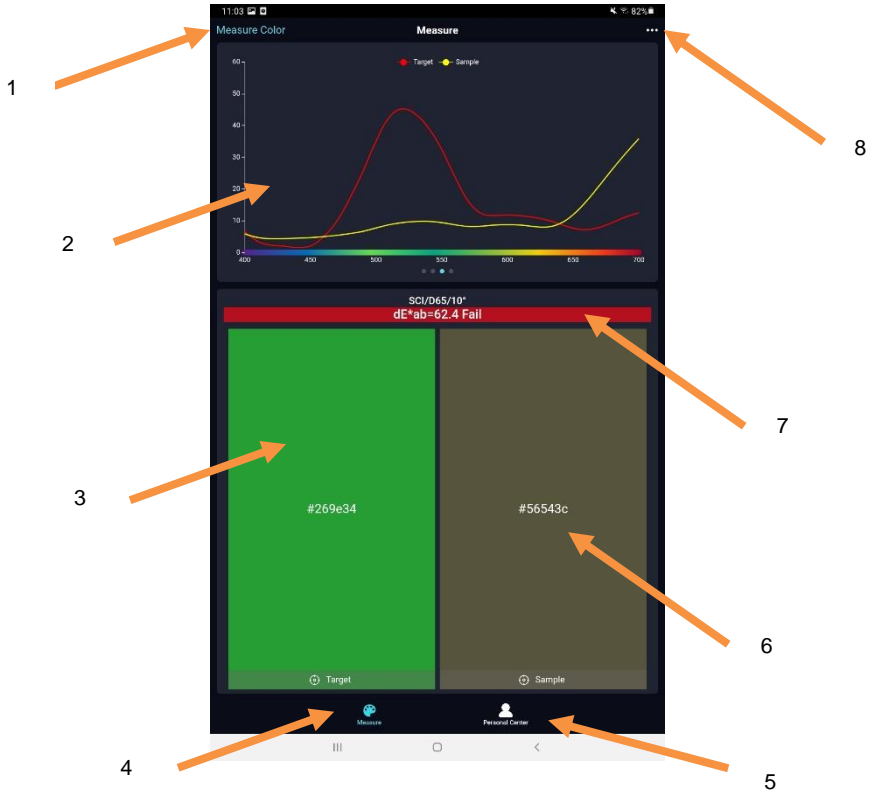 11:03 82%
Measure Color Measure
1
8
Target Sample
60
50
40
30
20
10
0
2
400 450 500 550 600 650 700
SCI/D65/10°
dE*ab=62.4 Fail
7
3
#269e34 #56543c
6
Target Sample
Measure Personal Center
4
5